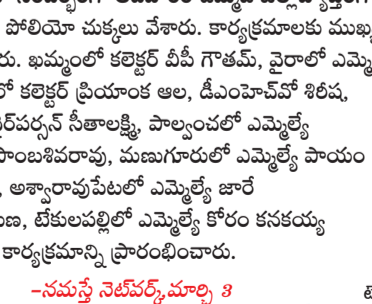 పోలియో చుక్కలు వేశారు. కార్యక్రమాలకు ముఖ్య
రు. ఖమ్మంలో కలెక్టర్ వీపీ గౌతమ్, వైరాలో ఎమ్మె
లో కలెక్టర్ ప్రియాంక ఆల, డీఎంహెచ్‌వో శిరీష,
ర్‌పర్సన్ సీతాలక్ష్మి, పాల్వంచలో ఎమ్మెల్యే
సాంబశివరావు, మణుగూరులో ఎమ్మెల్యే పాయం
, అశ్వారావుపేటలో ఎమ్మెల్యే జారే
ణ, టేకులపల్లిలో ఎమ్మెల్యే కోరం కనకయ్య
కార్యక్రమాన్ని ప్రారంభించారు.
–నమస్తే నెట్‌వర్క్,మార్చి 3